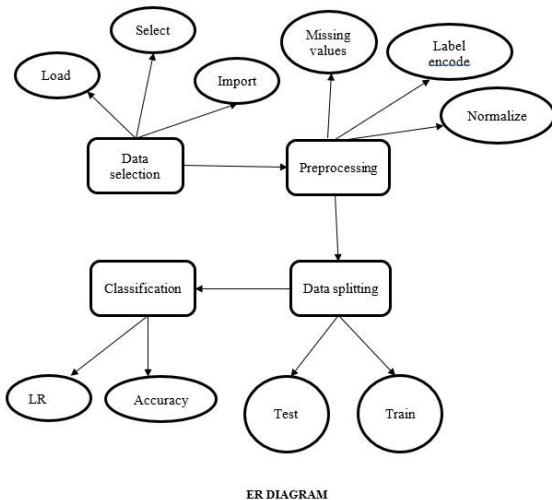 Select
Missing
values
Label
encode
Load
Import
Normalize
Data
selection
Preprocessing
Classification
Data splitting
LR
Accuracy
Test
Train
ER DIAGRAM